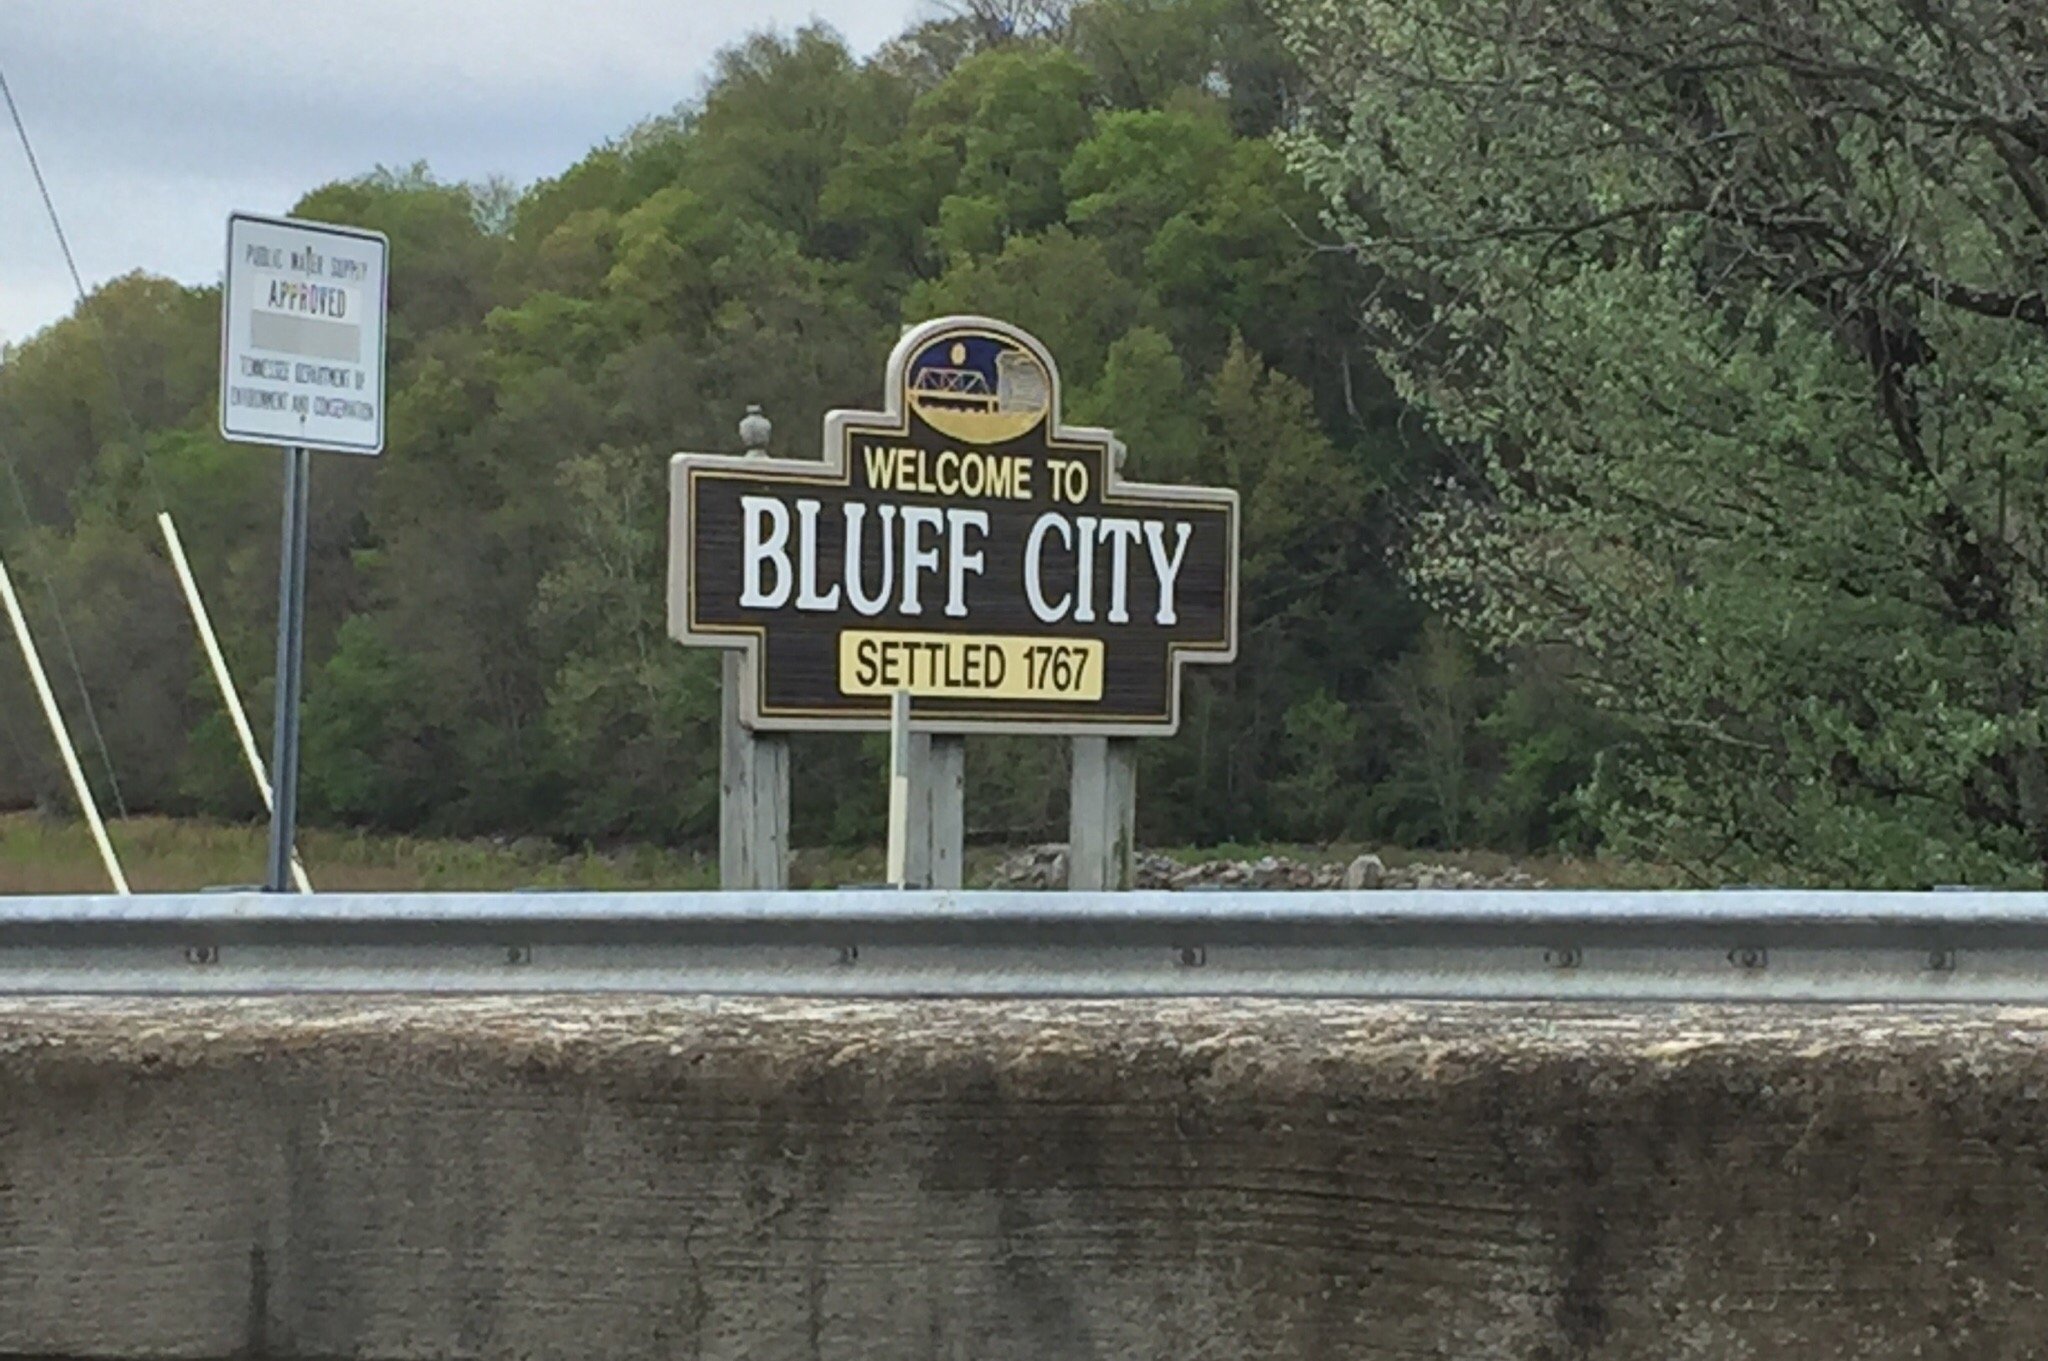 PUBLIC WATER SUPPLY
APPROVED
TENNESSEE DEPARTMENT OF
ENVIRONMENT AND CONSERVATION
WELCOME TO
BLUFF CITY
SETTLED 1767